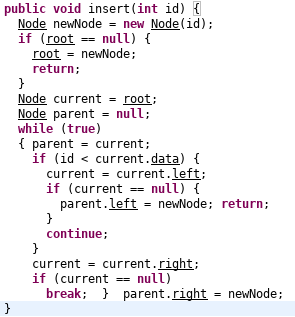 public void insert(int id) {
  Node newNode = new Node(id);
  if (root == null) {
    root = newNode;
    return;
  }
  Node current = root;
  Node parent = null;
  while (true)
  { parent = current;
    if (id < current.data) {
      current = current.left;
      if (current == null) {
        parent.left = newNode; return;
      }
      continue;
    }
    current = current.right;
    if (current == null)
      break;  }  parent.right = newNode;
}